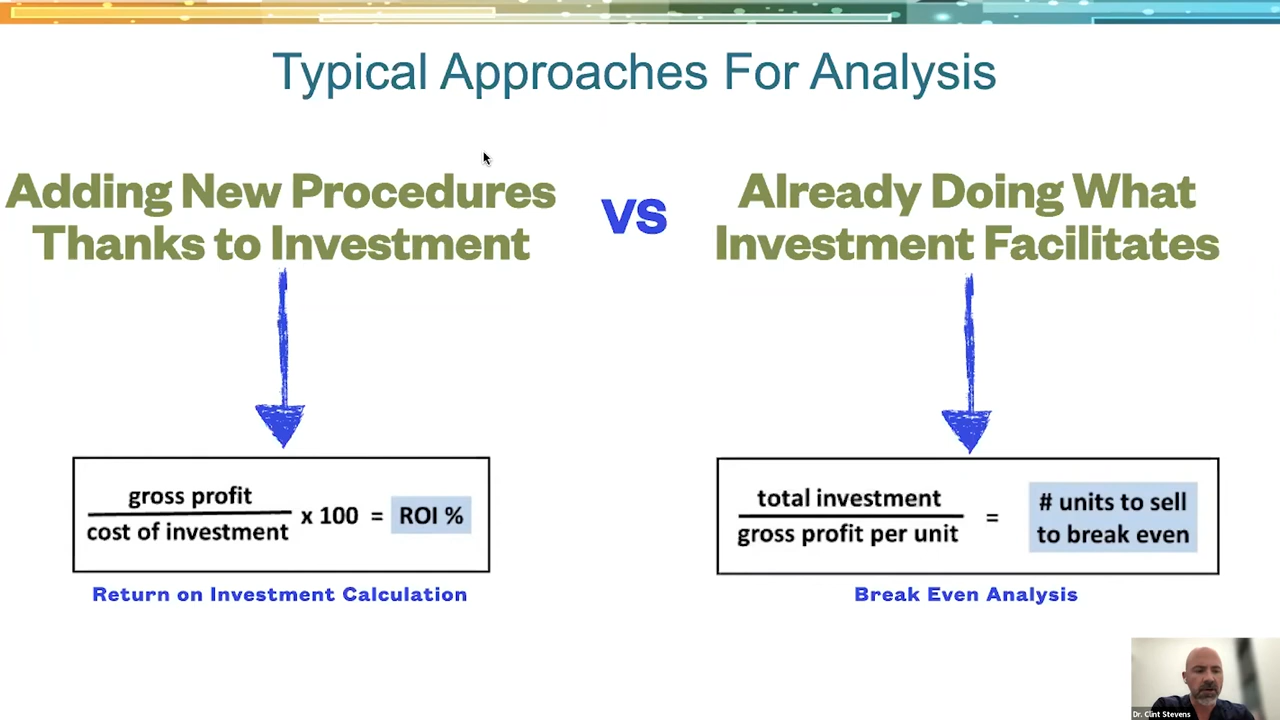 Typical Approaches For Analysis
Adding New Procedures
Thanks to Investment
VS
Already Doing What
Investment Facilitates
gross profit
cost of investment
x 100 = ROI %
Return on Investment Calculation
total investment
gross profit per unit
=
# units to sell
to break even
Break Even Analysis
Dr. Clint Stevens